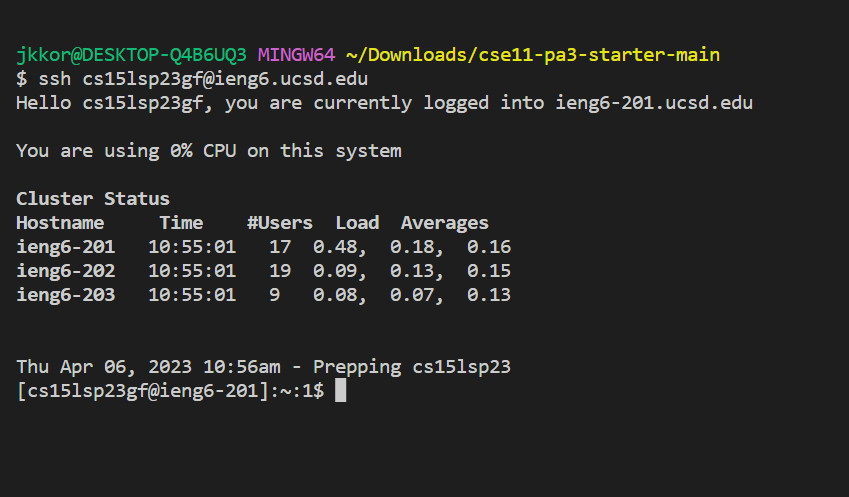 jkkor@DESKTOP-Q4B6UQ3 MINGW64 ~/Downloads/cse11-pa3-starter-main
$ ssh cs15lsp23gf@ieng6.ucsd.edu
Hello cs15lsp23gf, you are currently logged into ieng6-201.ucsd.edu
You are using 0% CPU on this system
Cluster Status
Hostname     Time    #Users  Load  Averages
ieng6-201   10:55:01   17  0.48,  0.18,  0.16
ieng6-202   10:55:01   19  0.09,  0.13,  0.15
ieng6-203   10:55:01   9   0.08,  0.07,  0.13
Thu Apr 06, 2023 10:56am - Prepping cs15lsp23
[cs15lsp23gf@ieng6-201]:~:1$